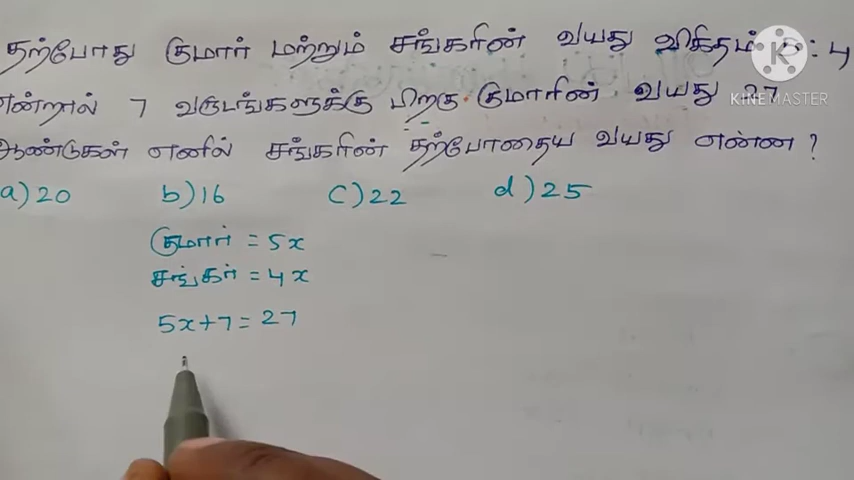 தற்போது குமார் மற்றும் சங்கரின் வயது விகிதம் : 4
என்றால் 7 வருடங்களுக்கு பிறகு குமாரின் வயது 27
ஆண்டுகள் எனில் சங்கரின் தற்போதைய வயது என்ன ?
a) 20 b) 16 c) 22 d) 25
குமார் = 5x
சங்கர் = 4x
5x+7 = 27
KINEMASTER